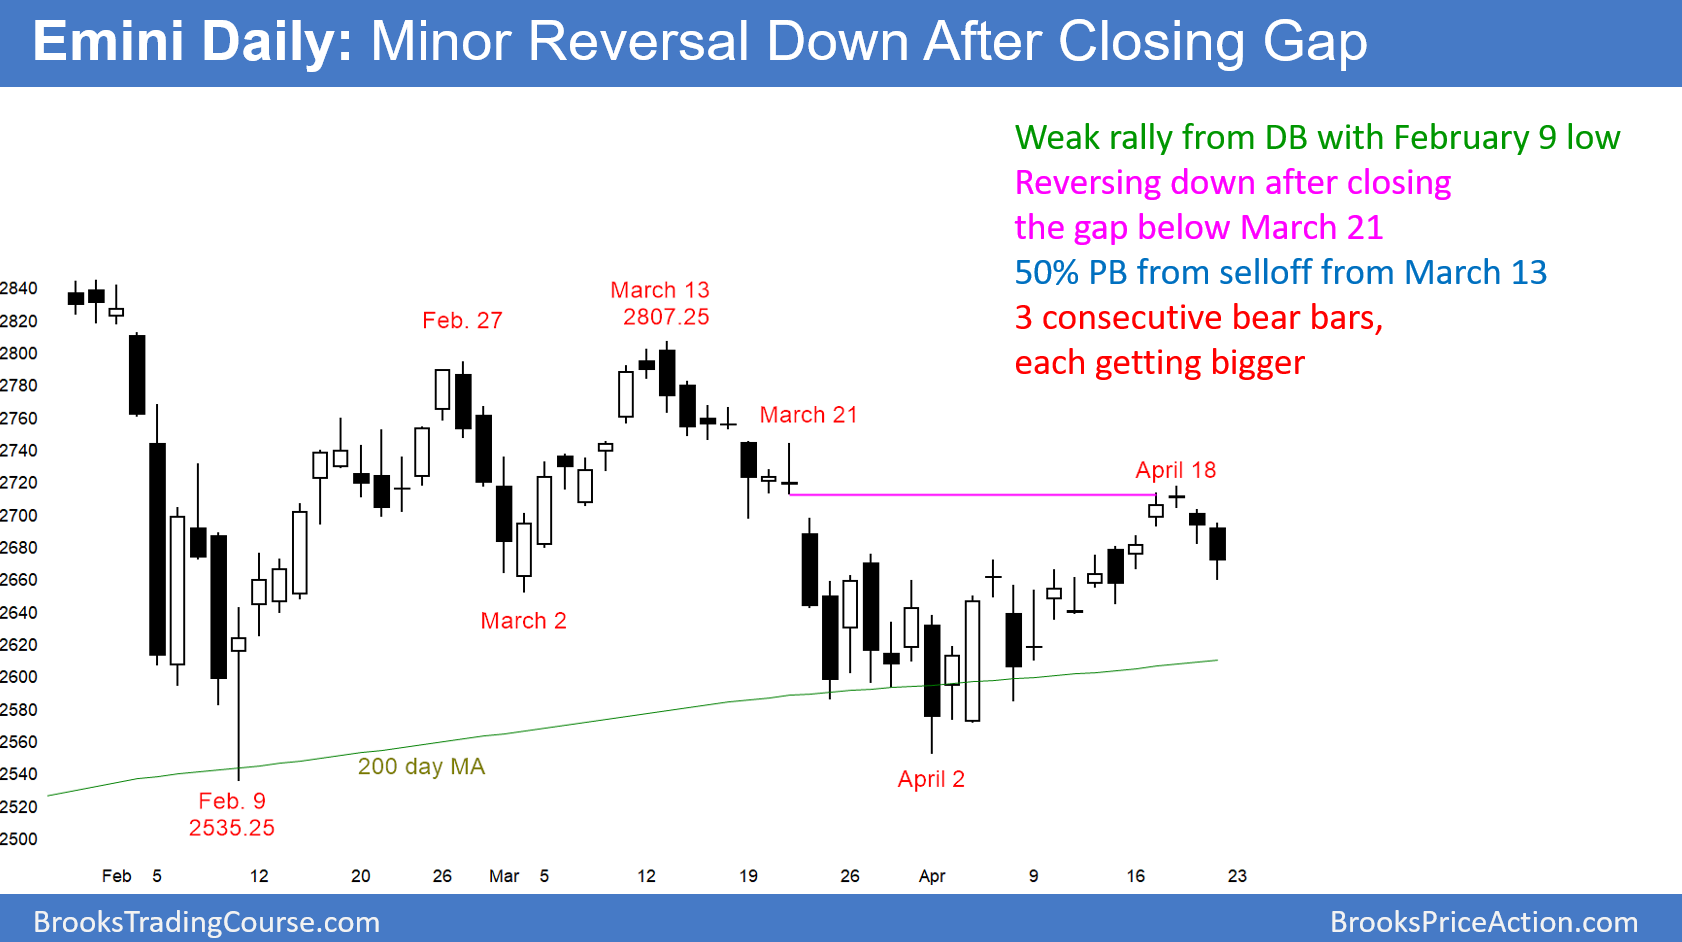 Emini Daily: Minor Reversal Down After Closing Gap
Weak rally from DB with February 9 low
Reversing down after closing
the gap below March 21
50% PB from selloff from March 13
3 consecutive bear bars,
each getting bigger
2840
2820
2800
2780
2760
2740
2720
2700
2680
2660
2640
2620
2600
2580
2560
2540
2520
2500
Feb. 27
March 13
2807.25
March 21
April 18
March 2
200 day MA
April 2
Feb. 9
2535.25
Feb 5 12 20 26 Mar 5 12 19 26 Apr 9 16 23
BrooksTradingCourse.com
BrooksPriceAction.com